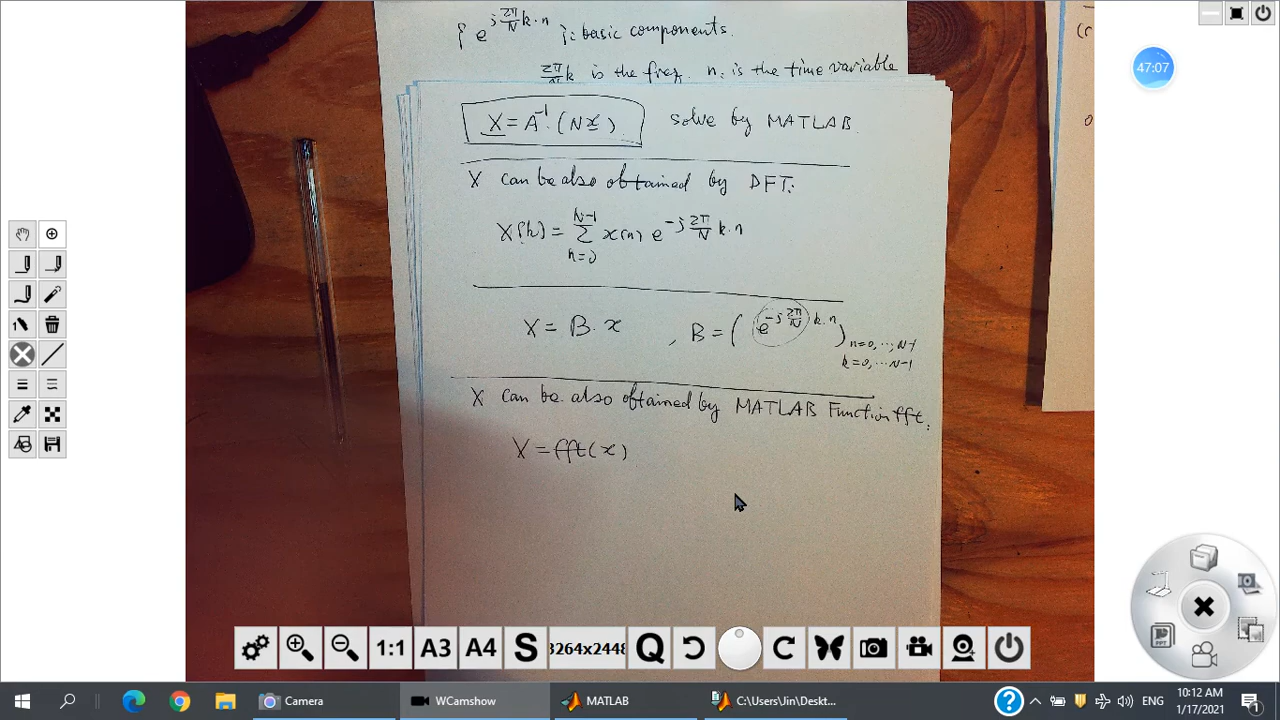 { e^{j 2π/N k·n} }: basic components.
2π/N k is the freq. n: is the time variable
X = A^{-1} (N x) solve by MATLAB
X can be also obtained by DFT:
X(k) = Σ_{n=0}^{N-1} x(n) e^{-j 2π/N k·n}
X = B·x , B = ( e^{-j 2π/N k·n} )_{n=0,...,N-1 k=0,...N-1}
X can be also obtained by MATLAB Function fft.
X = fft(x)
47:07
1:1 A3 A4 S 3264x2448 Q
Camera WCamshow MATLAB C:\Users\Jin\Deskt... ENG 10:12 AM
1/17/2021